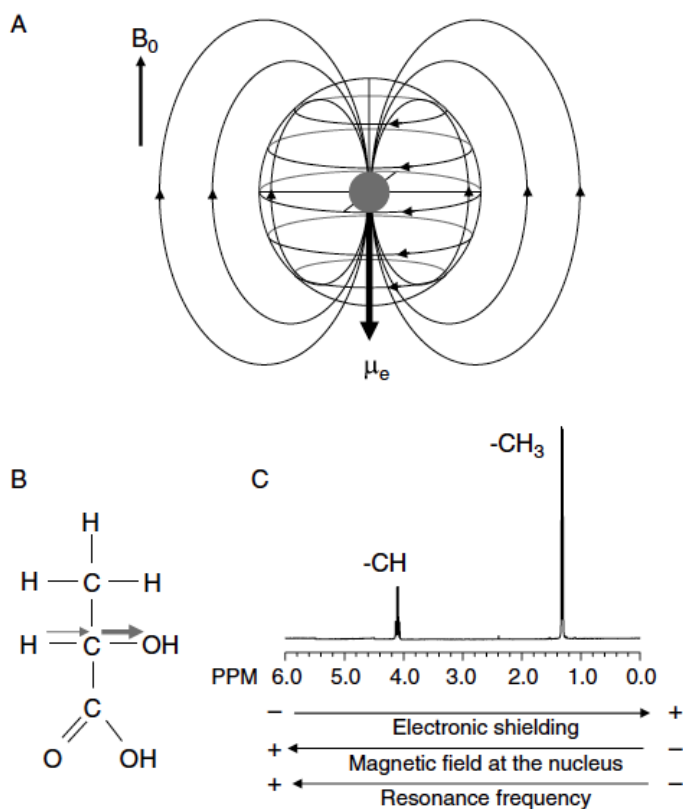 A
B0
μe
B
H
H C H
H C OH
C
O OH
C
-CH3
-CH
PPM 6.0 5.0 4.0 3.0 2.0 1.0 0.0
− Electronic shielding +
+ Magnetic field at the nucleus −
+ Resonance frequency −